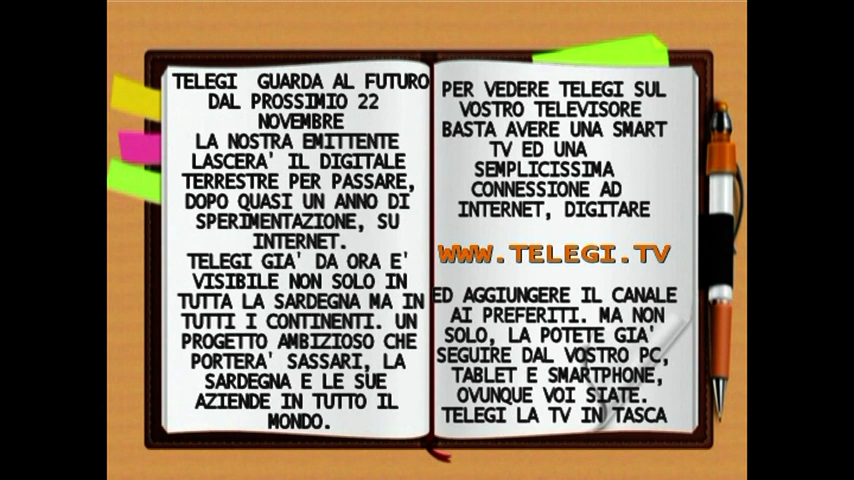 TELEGI GUARDA AL FUTURO
DAL PROSSIMIO 22
NOVEMBRE
LA NOSTRA EMITTENTE
LASCERA' IL DIGITALE
TERRESTRE PER PASSARE,
DOPO QUASI UN ANNO DI
SPERIMENTAZIONE, SU
INTERNET.
TELEGI GIA' DA ORA E'
VISIBILE NON SOLO IN
TUTTA LA SARDEGNA MA IN
TUTTI I CONTINENTI. UN
PROGETTO AMBIZIOSO CHE
PORTERA' SASSARI, LA
SARDEGNA E LE SUE
AZIENDE IN TUTTO IL
MONDO.
PER VEDERE TELEGI SUL
VOSTRO TELEVISORE
BASTA AVERE UNA SMART
TV ED UNA
SEMPLICISSIMA
CONNESSIONE AD
INTERNET, DIGITARE
WWW.TELEGI.TV
ED AGGIUNGERE IL CANALE
AI PREFERITI. MA NON
SOLO, LA POTETE GIA'
SEGUIRE DAL VOSTRO PC,
TABLET E SMARTPHONE,
OVUNQUE VOI SIATE.
TELEGI LA TV IN TASCA